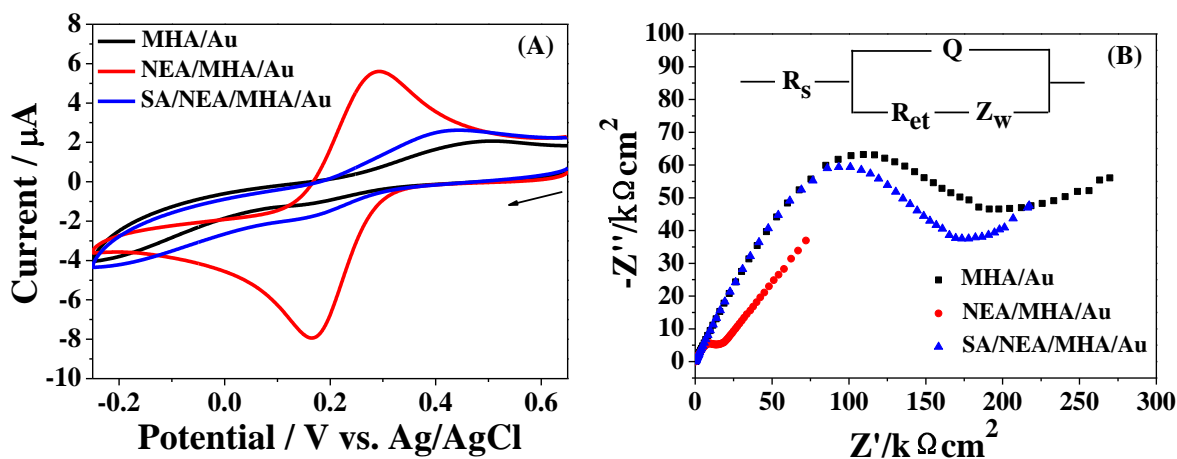 (A)
MHA/Au
NEA/MHA/Au
SA/NEA/MHA/Au
8
6
4
2
0
-2
-4
-6
-8
-10
Current / µA
-0.2 0.0 0.2 0.4 0.6
Potential / V vs. Ag/AgCl
(B)
Q
Rs
Ret Zw
100
90
80
70
60
50
40
30
20
10
0
-Z''/kΩcm2
MHA/Au
NEA/MHA/Au
SA/NEA/MHA/Au
0 50 100 150 200 250 300
Z'/kΩcm2